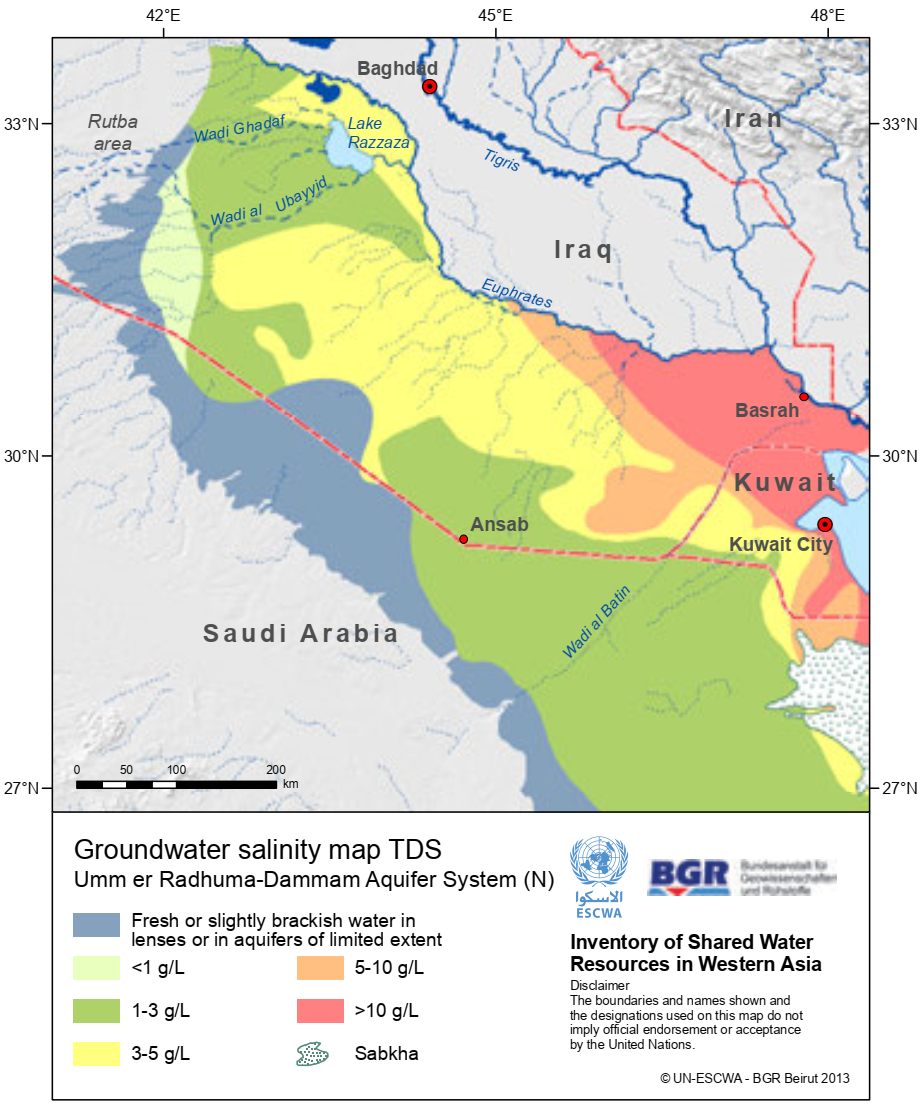 42°E 45°E 48°E
Baghdad
33°N 33°N
Rutba
area
Wadi Ghadaf
Lake
Razzaza
Iran
Tigris
Wadi al Ubayyid
Iraq
Euphrates
Basrah
30°N 30°N
Kuwait
Ansab
Kuwait City
Wadi al Batin
Saudi Arabia
0 50 100 200
km
27°N 27°N
Groundwater salinity map TDS
Umm er Radhuma-Dammam Aquifer System (N)
Fresh or slightly brackish water in
lenses or in aquifers of limited extent
<1 g/L
1-3 g/L
3-5 g/L
5-10 g/L
>10 g/L
Sabkha
الاسكوا
ESCWA
BGR
Bundesanstalt für
Geowissenschaften
und Rohstoffe
Inventory of Shared Water
Resources in Western Asia
Disclaimer
The boundaries and names shown and
the designations used on this map do not
imply official endorsement or acceptance
by the United Nations.
© UN-ESCWA - BGR Beirut 2013